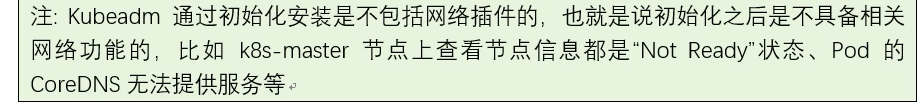 注: Kubeadm 通过初始化安装是不包括网络插件的, 也就是说初始化之后是不具备相关
网络功能的, 比如 k8s-master 节点上查看节点信息都是“Not Ready”状态、Pod 的
CoreDNS 无法提供服务等